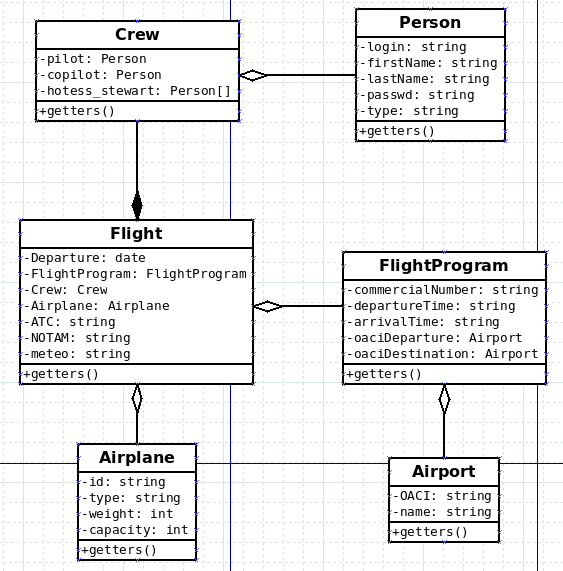 Crew
-pilot: Person
-copilot: Person
-hotess_stewart: Person[]
+getters()
Person
-login: string
-firstName: string
-lastName: string
-passwd: string
-type: string
+getters()
Flight
-Departure: date
-FlightProgram: FlightProgram
-Crew: Crew
-Airplane: Airplane
-ATC: string
-NOTAM: string
-meteo: string
+getters()
FlightProgram
-commercialNumber: string
-departureTime: string
-arrivalTime: string
-oaciDeparture: Airport
-oaciDestination: Airport
+getters()
Airplane
-id: string
-type: string
-weight: int
-capacity: int
+getters()
Airport
-OACI: string
-name: string
+getters()